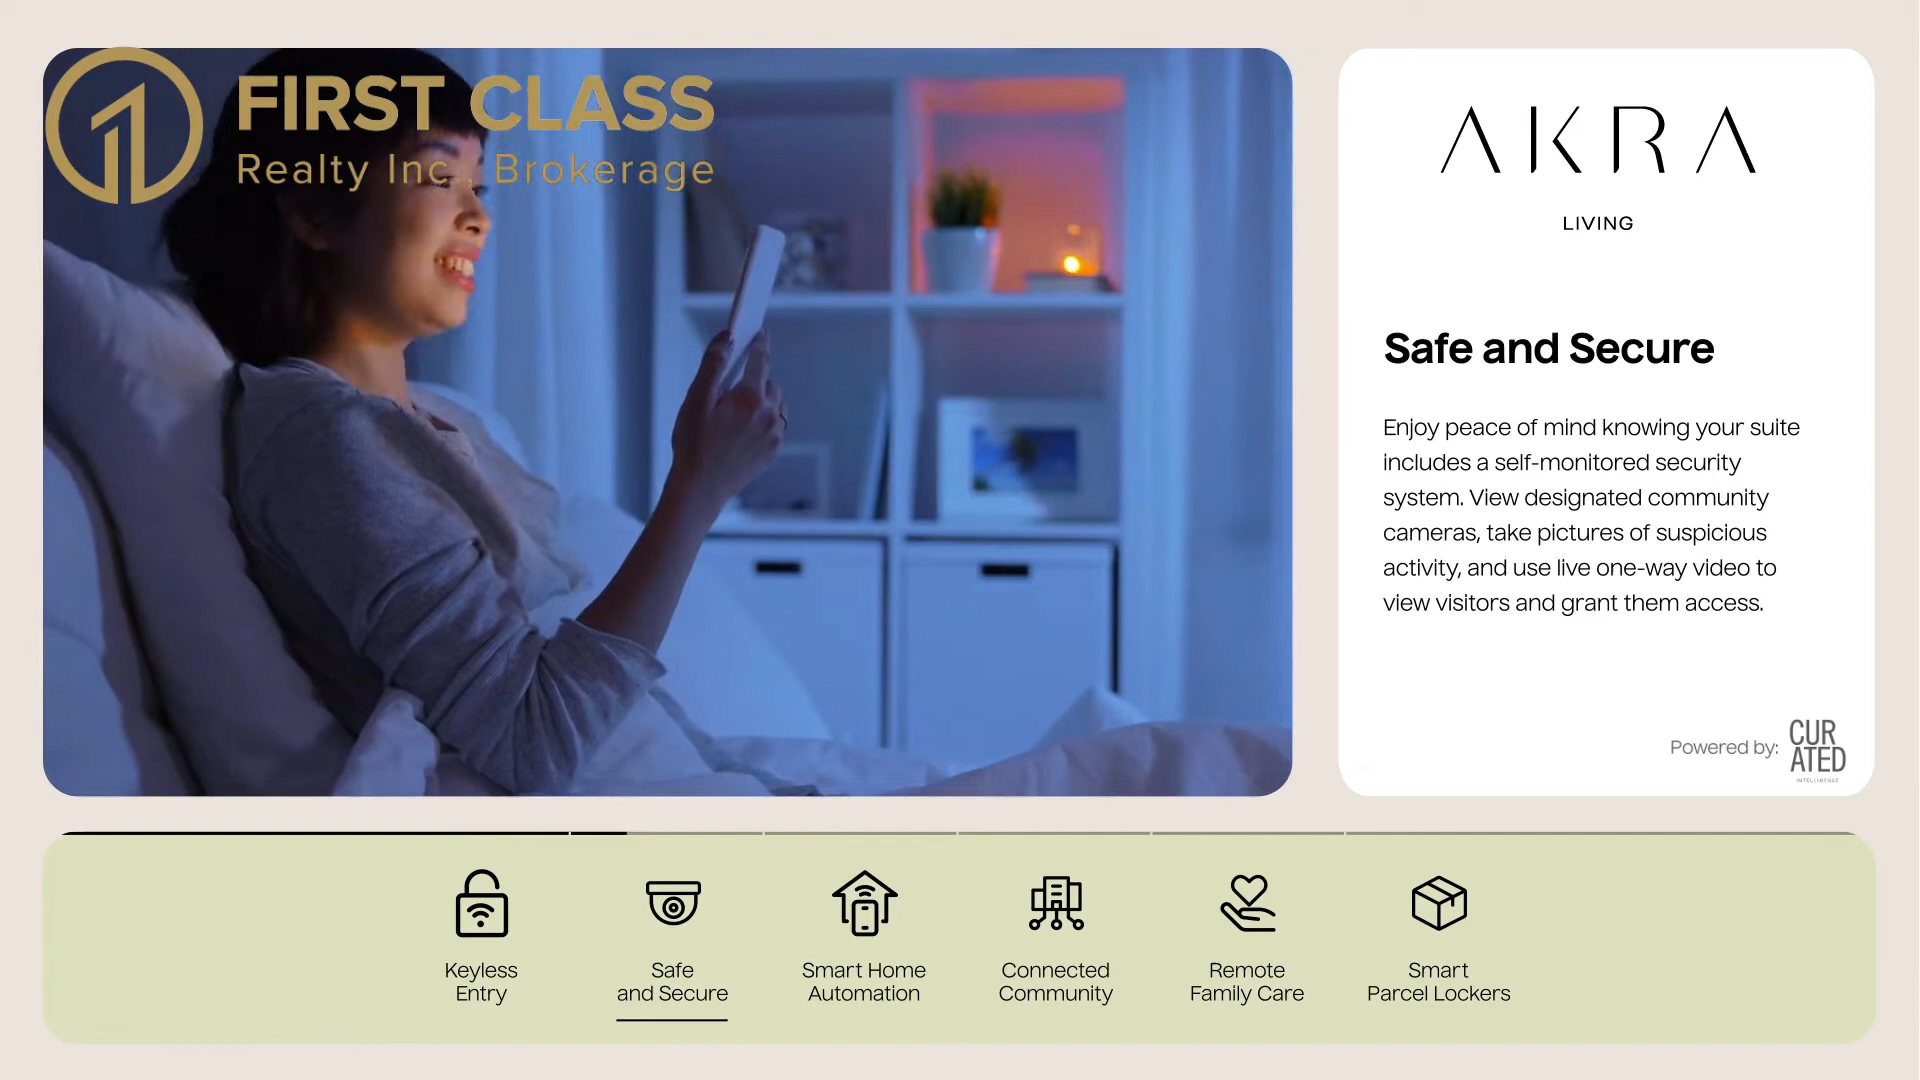 FIRST CLASS
Realty Inc., Brokerage
AKRA
LIVING
Safe and Secure
Enjoy peace of mind knowing your suite
includes a self-monitored security
system. View designated community
cameras, take pictures of suspicious
activity, and use live one-way video to
view visitors and grant them access.
Powered by:
CUR
ATED
INTELLIGENCE
Keyless
Entry
Safe
and Secure
Smart Home
Automation
Connected
Community
Remote
Family Care
Smart
Parcel Lockers